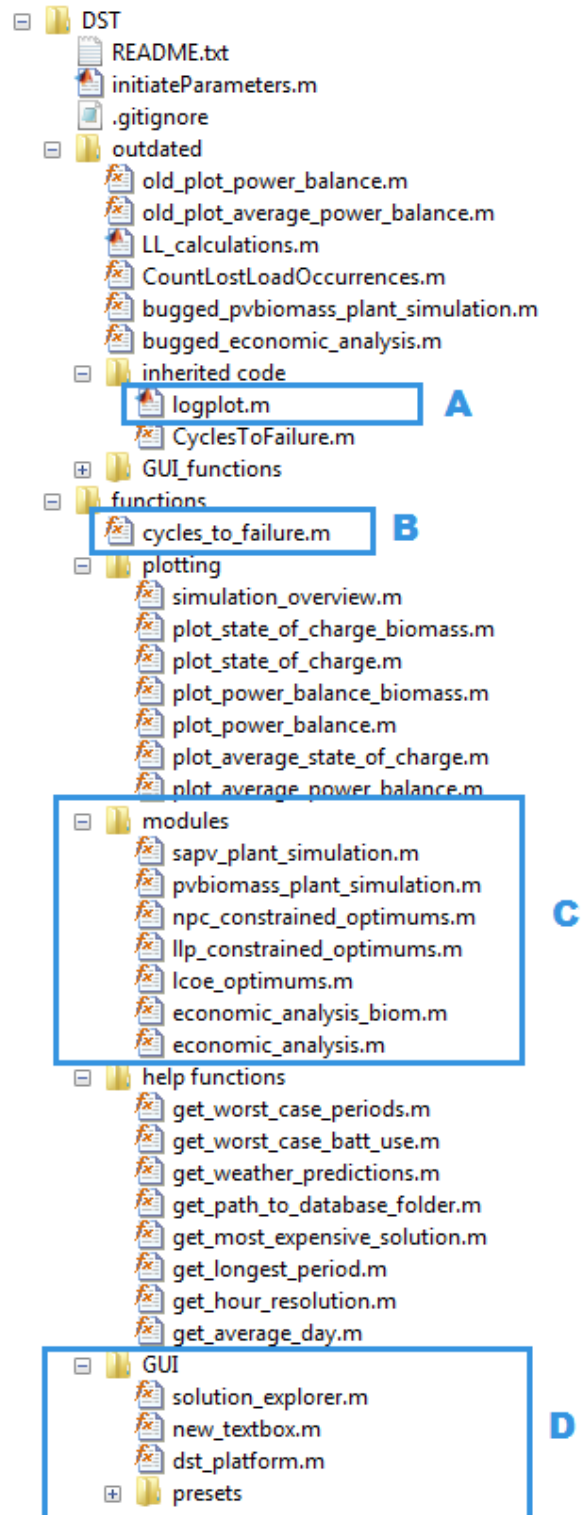 DST
README.txt
initiateParameters.m
.gitignore
outdated
old_plot_power_balance.m
old_plot_average_power_balance.m
LL_calculations.m
CountLostLoadOccurrences.m
bugged_pvbiomass_plant_simulation.m
bugged_economic_analysis.m
inherited code
logplot.m A
CyclesToFailure.m
GUI_functions
functions
cycles_to_failure.m B
plotting
simulation_overview.m
plot_state_of_charge_biomass.m
plot_state_of_charge.m
plot_power_balance_biomass.m
plot_power_balance.m
plot_average_state_of_charge.m
plot_average_power_balance.m
modules
sapv_plant_simulation.m
pvbiomass_plant_simulation.m
npc_constrained_optimums.m C
llp_constrained_optimums.m
lcoe_optimums.m
economic_analysis_biom.m
economic_analysis.m
help functions
get_worst_case_periods.m
get_worst_case_batt_use.m
get_weather_predictions.m
get_path_to_database_folder.m
get_most_expensive_solution.m
get_longest_period.m
get_hour_resolution.m
get_average_day.m
GUI
solution_explorer.m
new_textbox.m D
dst_platform.m
presets